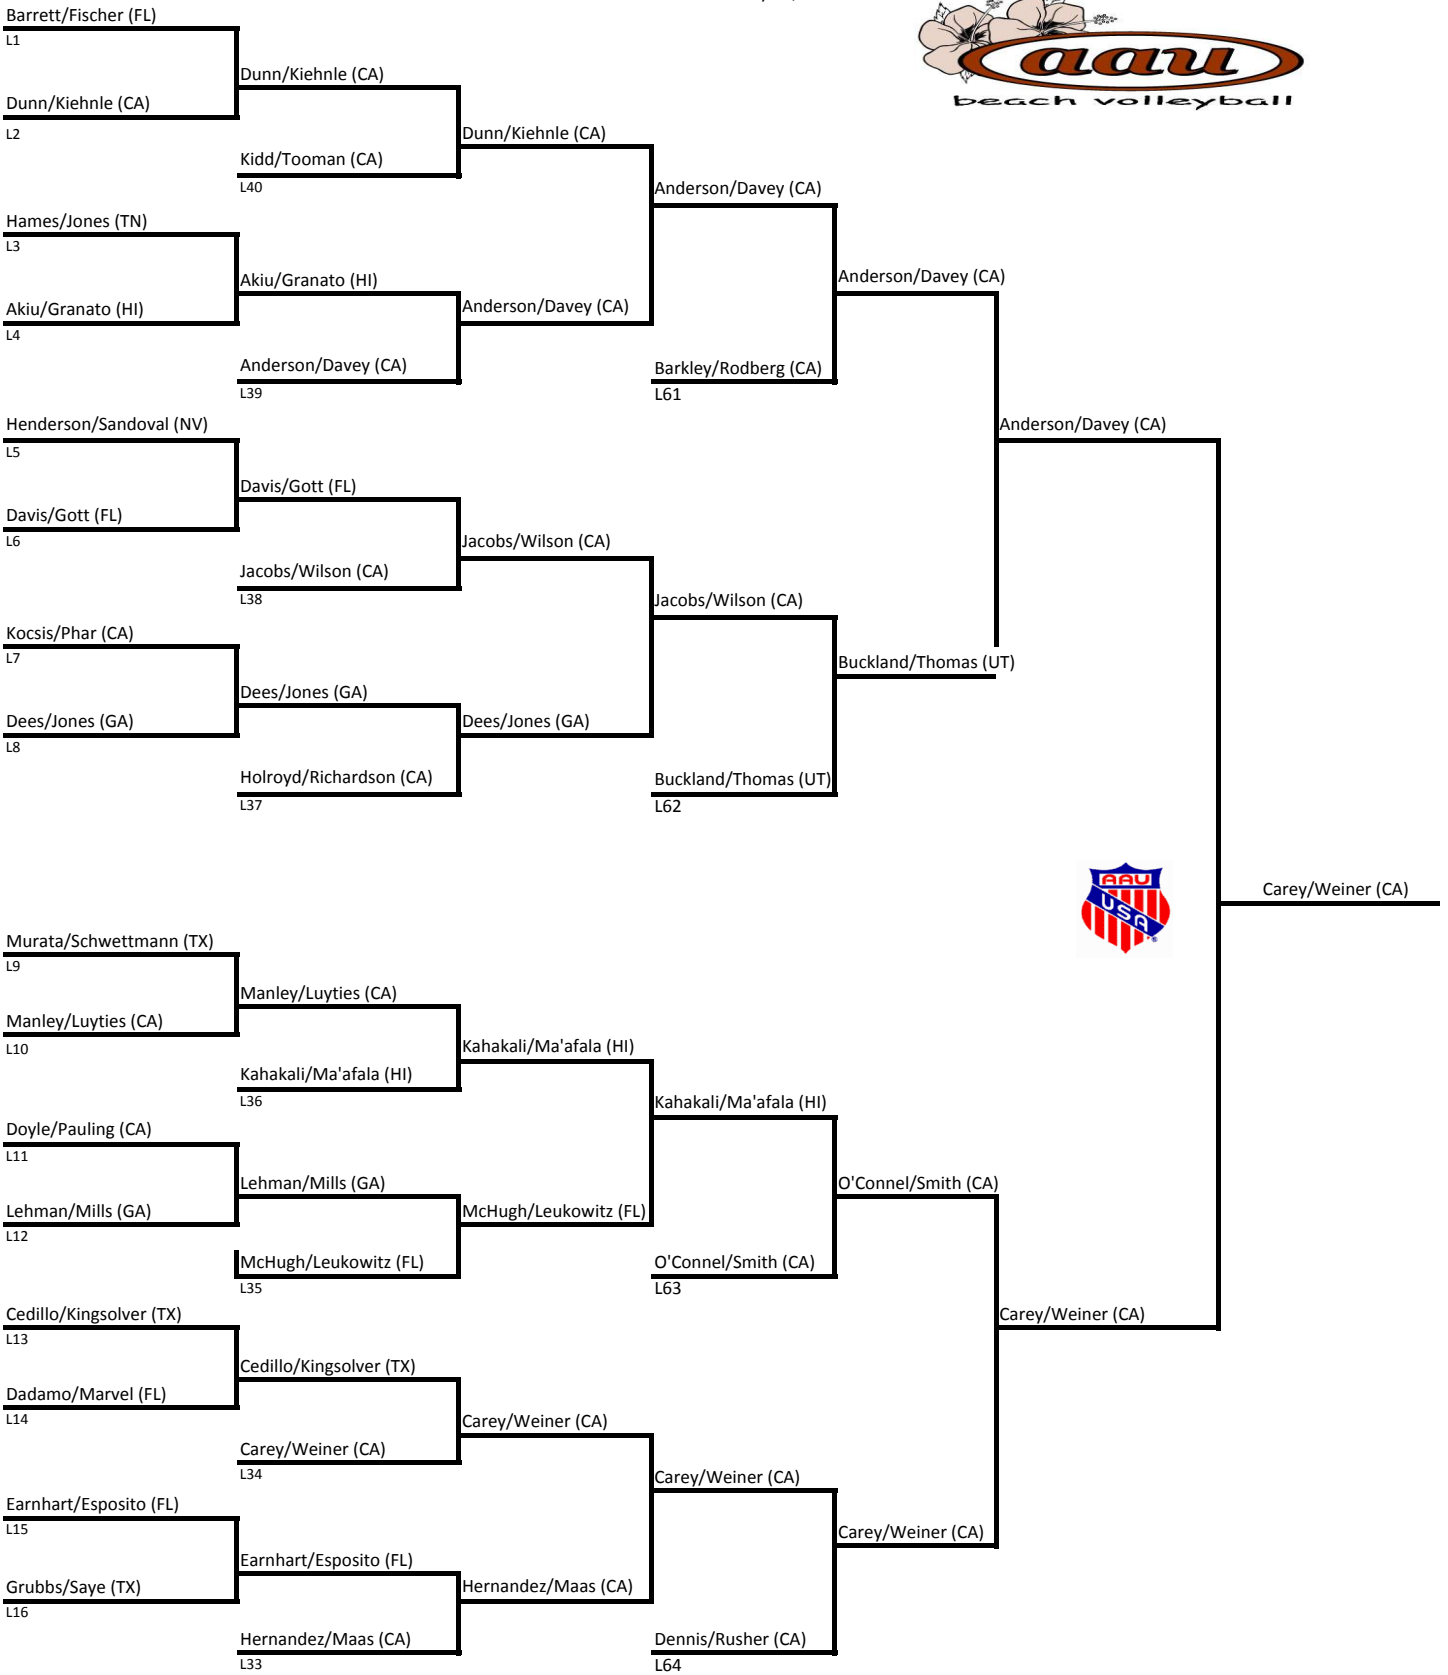 Barrett/Fischer (FL)
L1
Dunn/Kiehnle (CA)
Dunn/Kiehnle (CA)
L2
Dunn/Kiehnle (CA)
Kidd/Tooman (CA)
L40
Anderson/Davey (CA)
Hames/Jones (TN)
L3
Akiu/Granato (HI)
Anderson/Davey (CA)
Akiu/Granato (HI)
L4
Anderson/Davey (CA)
Anderson/Davey (CA)
L39
Barkley/Rodberg (CA)
L61
Henderson/Sandoval (NV)
L5
Anderson/Davey (CA)
Davis/Gott (FL)
Davis/Gott (FL)
L6
Jacobs/Wilson (CA)
Jacobs/Wilson (CA)
L38
Jacobs/Wilson (CA)
Kocsis/Phar (CA)
L7
Buckland/Thomas (UT)
Dees/Jones (GA)
Dees/Jones (GA)
L8
Dees/Jones (GA)
Holroyd/Richardson (CA)
L37
Buckland/Thomas (UT)
L62
Carey/Weiner (CA)
Murata/Schwettmann (TX)
L9
Manley/Luyties (CA)
Manley/Luyties (CA)
L10
Kahakali/Ma'afala (HI)
Kahakali/Ma'afala (HI)
L36
Kahakali/Ma'afala (HI)
Doyle/Pauling (CA)
L11
Lehman/Mills (GA)
O'Connel/Smith (CA)
Lehman/Mills (GA)
L12
McHugh/Leukowitz (FL)
McHugh/Leukowitz (FL)
L35
O'Connel/Smith (CA)
L63
Cedillo/Kingsolver (TX)
L13
Carey/Weiner (CA)
Cedillo/Kingsolver (TX)
Dadamo/Marvel (FL)
L14
Carey/Weiner (CA)
Carey/Weiner (CA)
L34
Carey/Weiner (CA)
Earnhart/Esposito (FL)
L15
Carey/Weiner (CA)
Earnhart/Esposito (FL)
Grubbs/Saye (TX)
L16
Hernandez/Maas (CA)
Hernandez/Maas (CA)
L33
Dennis/Rusher (CA)
L64
aau
beach volleyball
AAU
USA
®